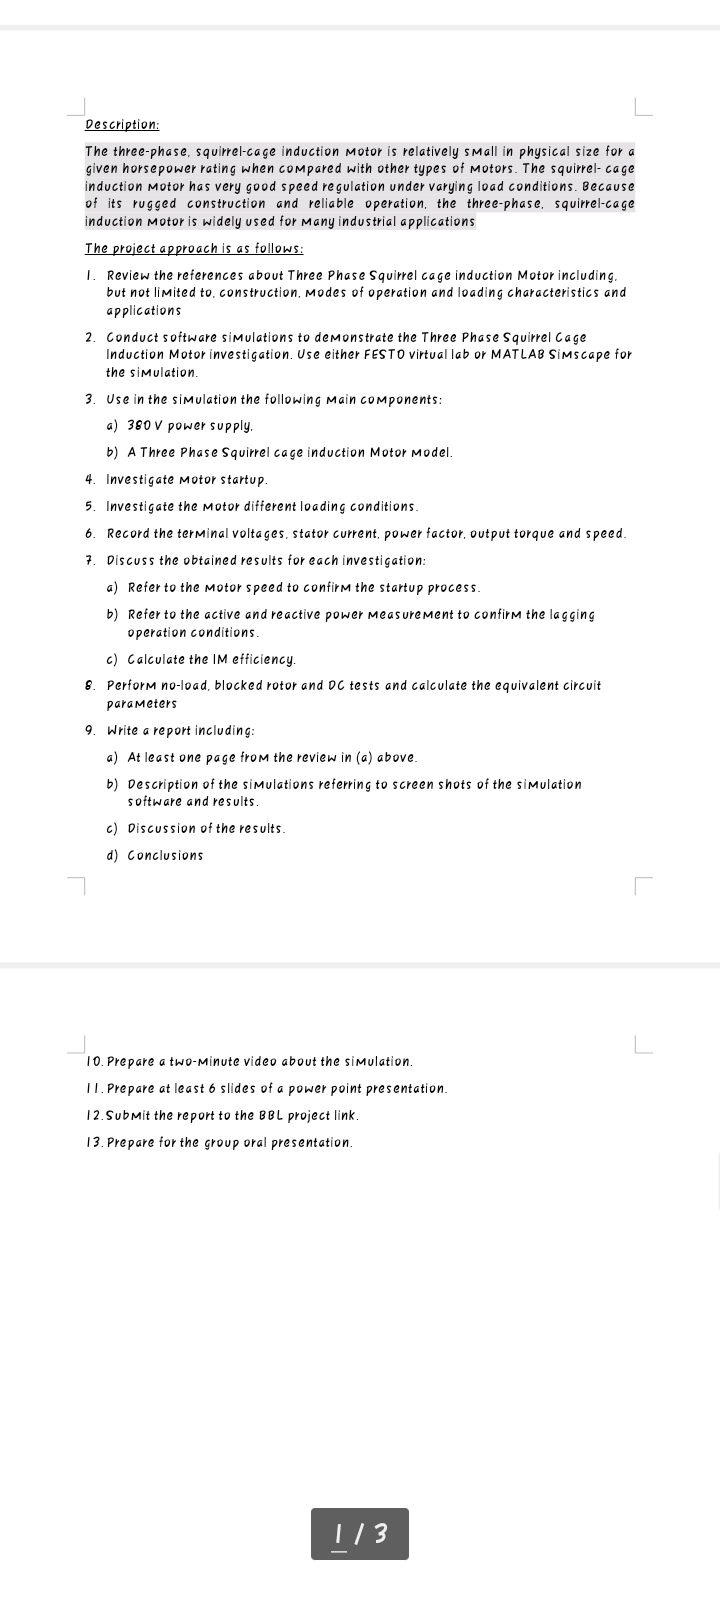 Description:
The three-phase, squirrel-cage induction motor is relatively small in physical size for a
given horsepower rating when compared with other types of motors. The squirrel- cage
induction motor has very good speed regulation under varying load conditions. Because
of its rugged construction and reliable operation, the three-phase, squirrel-cage
induction motor is widely used for many industrial applications
The project approach is as follows:
1. Review the references about Three Phase Squirrel cage induction Motor including,
but not limited to, construction, modes of operation and loading characteristics and
applications
2. Conduct software simulations to demonstrate the Three Phase Squirrel Cage
Induction Motor investigation. Use either FESTO virtual lab or MATLAB Simscape for
the simulation.
3. Use in the simulation the following main components:
a) 380 V power supply,
b) A Three Phase Squirrel cage induction Motor model.
4. Investigate motor startup.
5. Investigate the motor different loading conditions.
6. Record the terminal voltages, stator current, power factor, output torque and speed.
7. Discuss the obtained results for each investigation:
a) Refer to the motor speed to confirm the startup process.
b) Refer to the active and reactive power measurement to confirm the lagging
operation conditions.
c) Calculate the IM efficiency.
8. Perform no-load, blocked rotor and DC tests and calculate the equivalent circuit
parameters
9. Write a report including:
a) At least one page from the review in (a) above.
b) Description of the simulations referring to screen shots of the simulation
software and results.
c) Discussion of the results.
d) Conclusions
10. Prepare a two-minute video about the simulation.
11. Prepare at least 6 slides of a power point presentation.
12. Submit the report to the BBL project link.
13. Prepare for the group oral presentation.
1 / 3